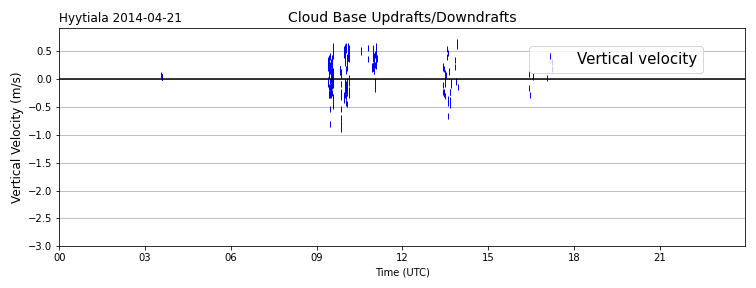 Hyytiala 2014-04-21
Cloud Base Updrafts/Downdrafts
Vertical velocity
Vertical Velocity (m/s)
0.5
0.0
−0.5
−1.0
−1.5
−2.0
−2.5
−3.0
00 03 06 09 12 15 18 21
Time (UTC)